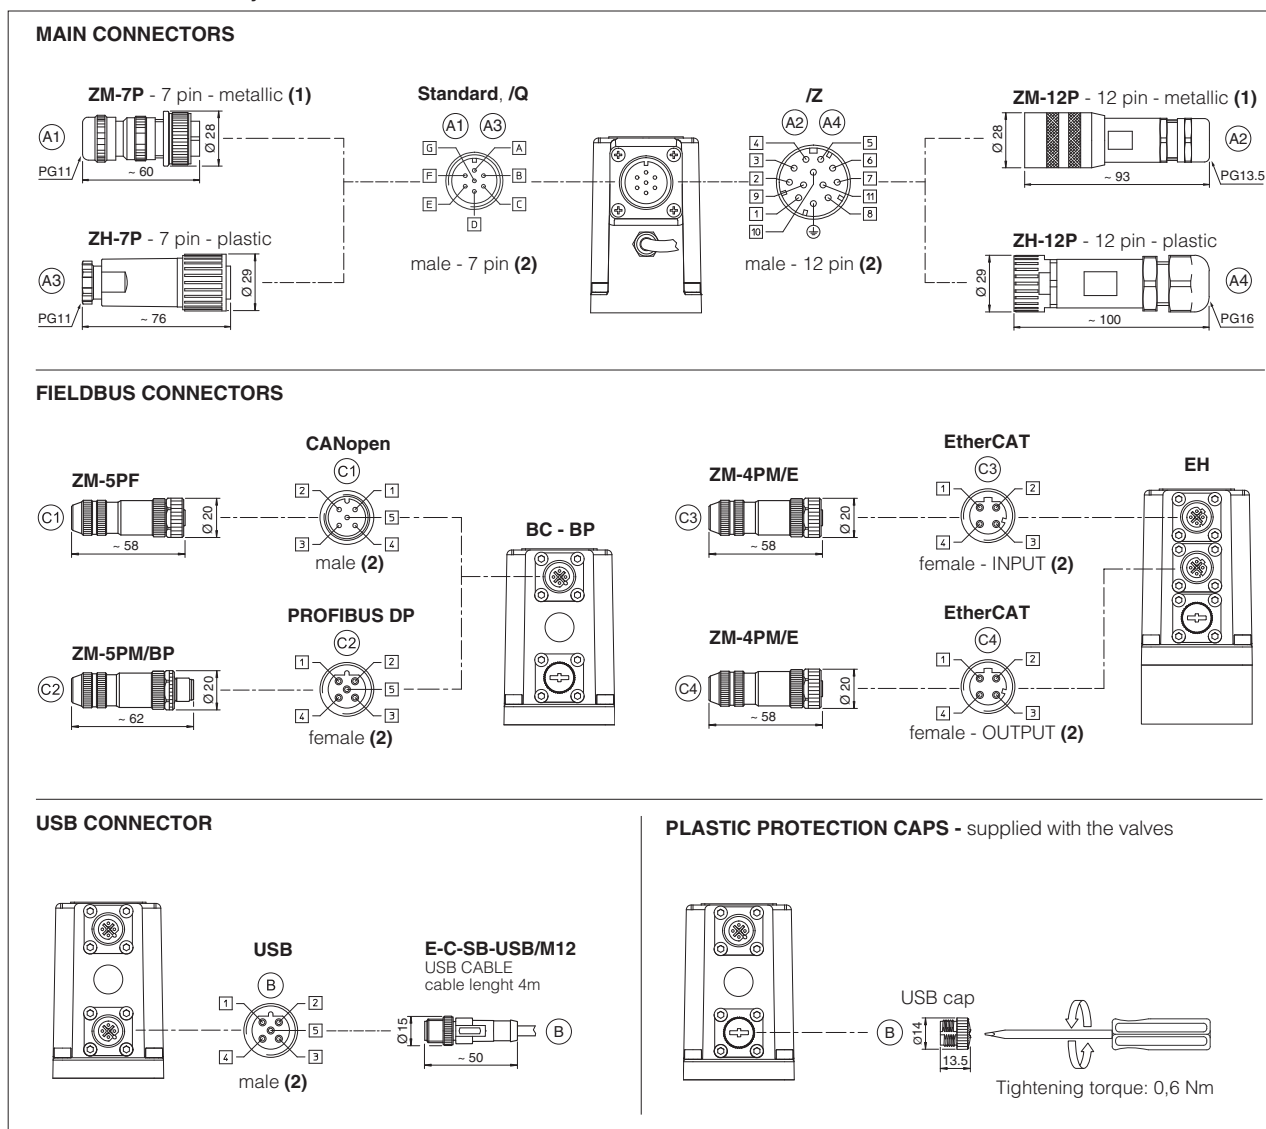 MAIN CONNECTORS
ZM-7P - 7 pin - metallic (1)
A1
PG11
~ 60
Ø 28
ZH-7P - 7 pin - plastic
A3
PG11
~ 76
Ø 29
Standard, /Q
A1 A3
G A
F B
E C
D
male - 7 pin (2)
/Z
A2 A4
4 5
3 6
2 7
9 11
1 8
10
male - 12 pin (2)
ZM-12P - 12 pin - metallic (1)
Ø 28
A2
~ 93
PG13.5
ZH-12P - 12 pin - plastic
Ø 29
A4
~ 100
PG16
FIELDBUS CONNECTORS
ZM-5PF
C1
Ø 20
~ 58
CANopen
C1
2 1
5
3 4
male (2)
ZM-5PM/BP
C2
Ø 20
~ 62
PROFIBUS DP
C2
1 2
5
4 3
female (2)
BC - BP
ZM-4PM/E
C3
Ø 20
~ 58
EtherCAT
C3
1 2
4 3
female - INPUT (2)
ZM-4PM/E
C4
Ø 20
~ 58
EtherCAT
C4
1 2
4 3
female - OUTPUT (2)
EH
USB CONNECTOR
USB
B
1 2
5
4 3
male (2)
E-C-SB-USB/M12
USB CABLE
cable lenght 4m
Ø 15
B
~ 50
PLASTIC PROTECTION CAPS - supplied with the valves
USB cap
B
Ø14
13.5
Tightening torque: 0,6 Nm